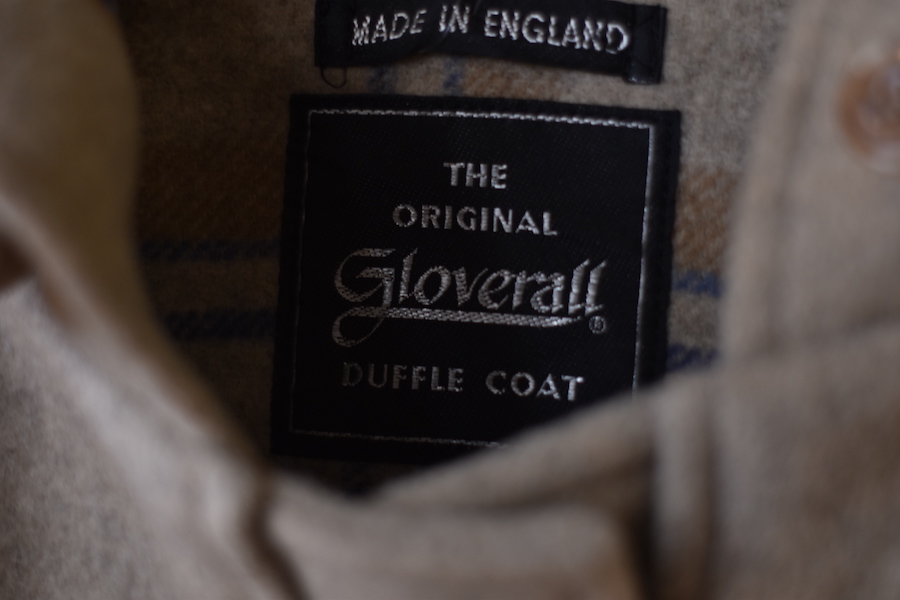 MADE IN ENGLAND
THE
ORIGINAL
Gloverall®
DUFFLE COAT